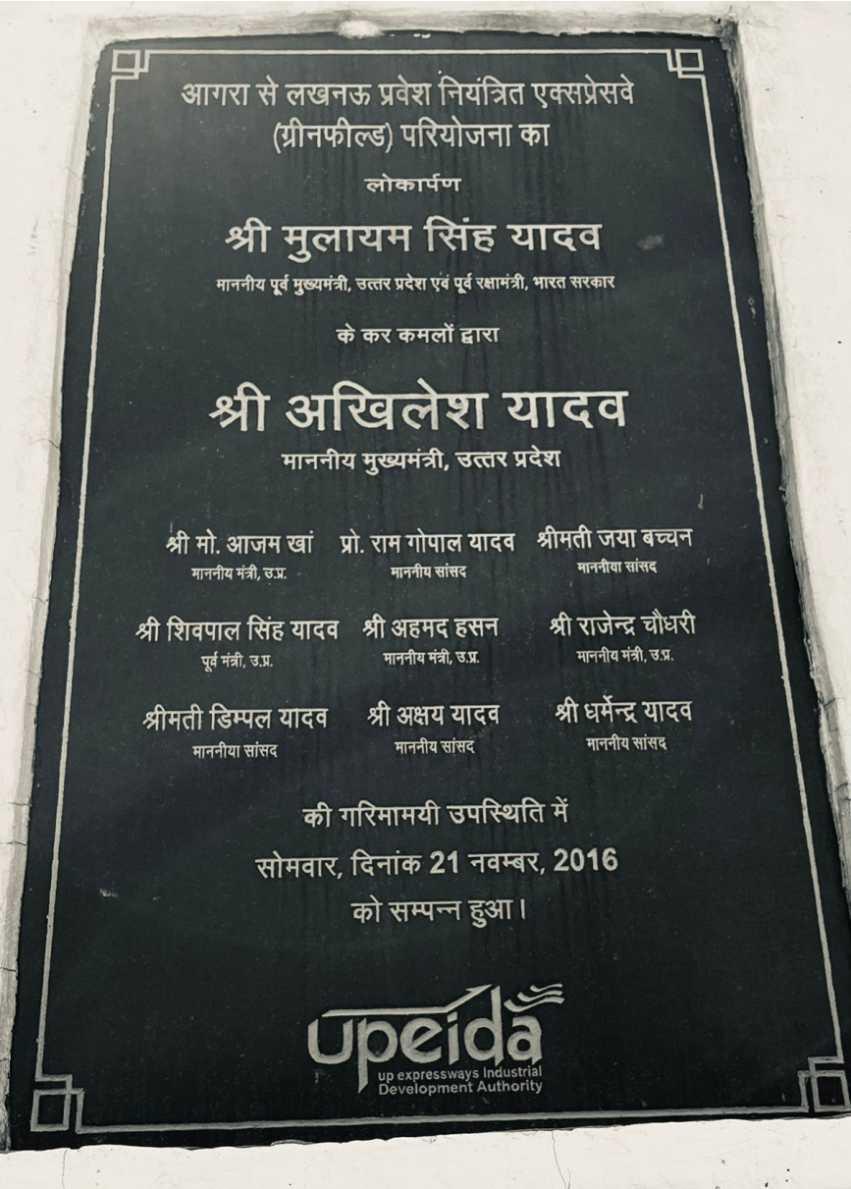 आगरा से लखनऊ प्रवेश नियंत्रित एक्सप्रेसवे
(ग्रीनफील्ड) परियोजना का
लोकार्पण
श्री मुलायम सिंह यादव
माननीय पूर्व मुख्यमंत्री, उत्तर प्रदेश एवं पूर्व रक्षामंत्री, भारत सरकार
के कर कमलों द्वारा
श्री अखिलेश यादव
माननीय मुख्यमंत्री, उत्तर प्रदेश
श्री मो. आजम खां प्रो. राम गोपाल यादव श्रीमती जया बच्चन
माननीय मंत्री, उ.प्र. माननीय सांसद माननीया सांसद
श्री शिवपाल सिंह यादव श्री अहमद हसन श्री राजेन्द्र चौधरी
पूर्व मंत्री, उ.प्र. माननीय मंत्री, उ.प्र. माननीय मंत्री, उ.प्र.
श्रीमती डिम्पल यादव श्री अक्षय यादव श्री धर्मेन्द्र यादव
माननीया सांसद माननीय सांसद माननीय सांसद
की गरिमामयी उपस्थिति में
सोमवार, दिनांक 21 नवम्बर, 2016
को सम्पन्न हुआ।
upeida
up expressways Industrial
Development Authority